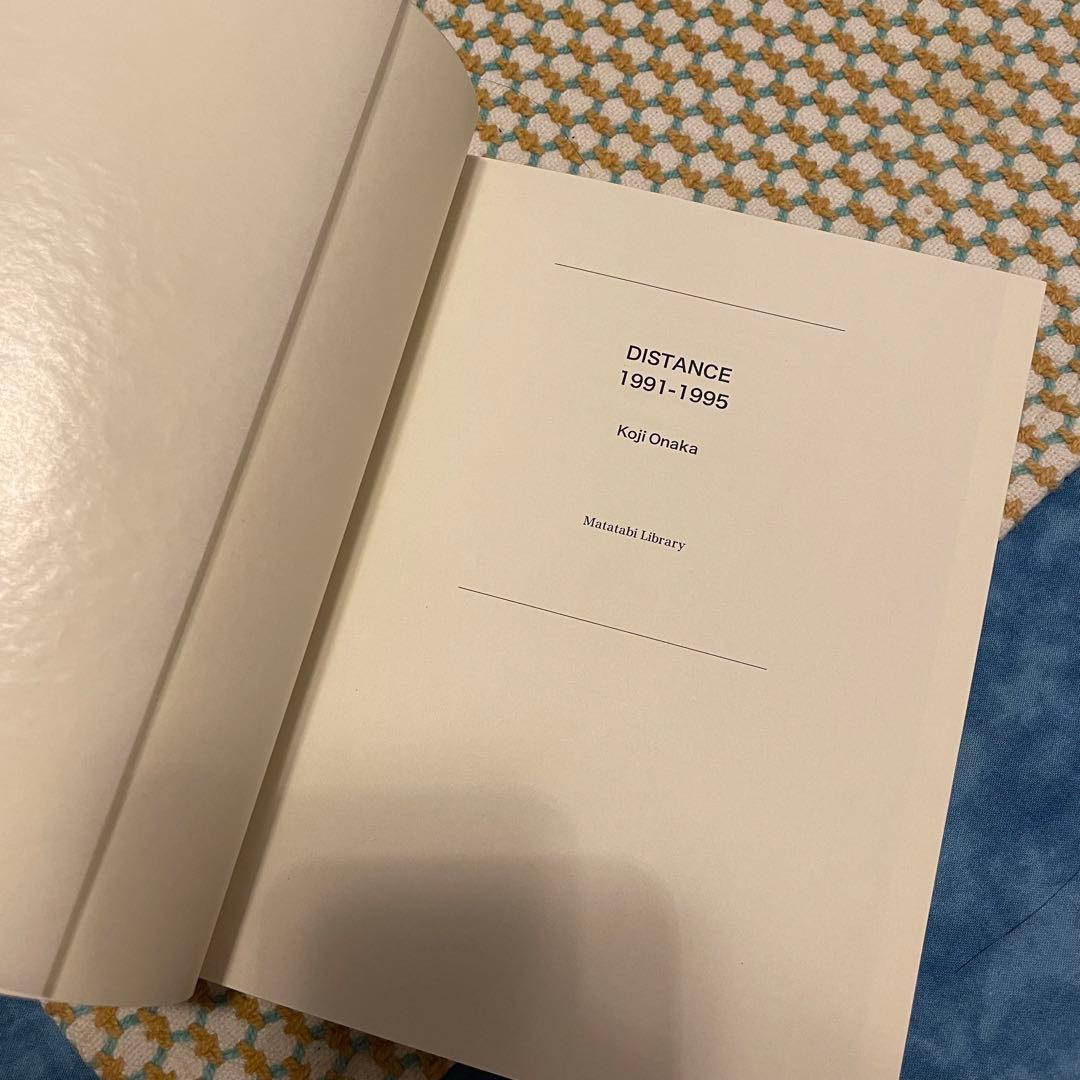 DISTANCE
1991-1995
Koji Onaka
Matatabi Library